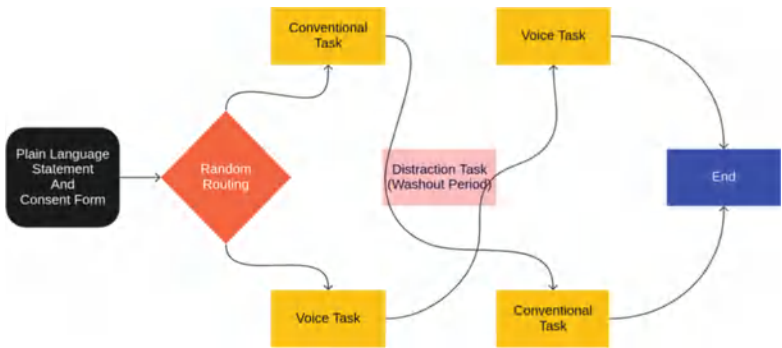 Conventional
Task
Voice Task
Plain Language
Statement
And
Consent Form
Random
Routing
Distraction Task
(Washout Period)
End
Voice Task
Conventional
Task